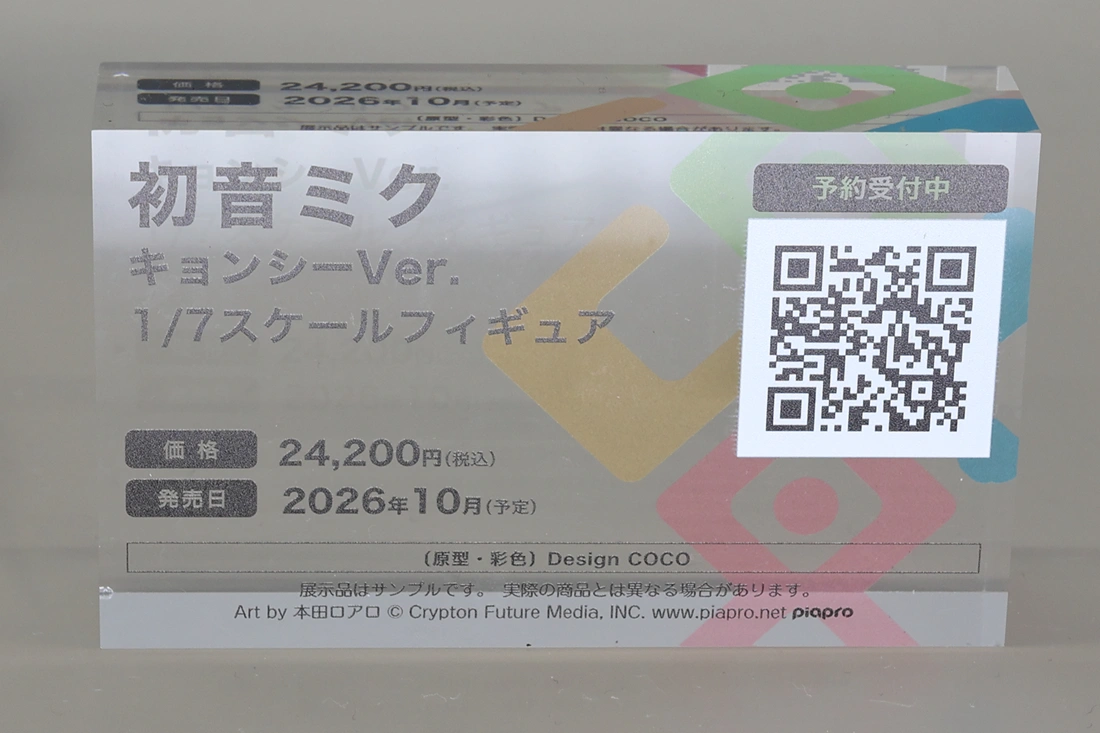 価格 24,200円(税込)
発売日 2026年10月(予定)
初音ミク
キョンシーVer.
1/7スケールフィギュア
予約受付中
価格 24,200円(税込)
発売日 2026年10月(予定)
〔原型・彩色〕Design COCO
展示品はサンプルです。 実際の商品とは異なる場合があります。
Art by 本田ロアロ © Crypton Future Media, INC. www.piapro.net piapro